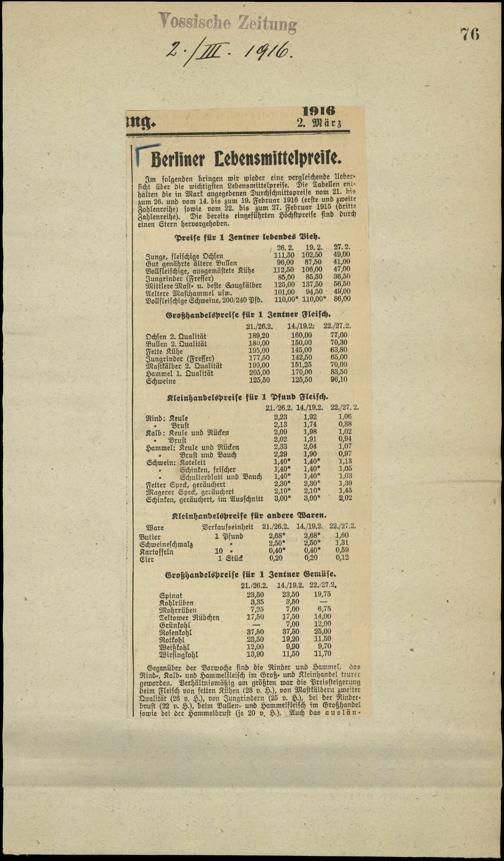 Vossische Zeitung
76
2./III. 1916.
1916
ung. 2. März
Berliner Lebensmittelpreise.
Im folgenden bringen wir wieder eine vergleichende Ueber-
sicht über die wichtigsten Lebensmittelpreise. Die Tabellen ent-
halten die in Mark angegebenen Durchschnittspreise vom 21. bis
zum 26. und vom 14. bis zum 19. Februar 1916 (erste und zweite
Zahlenreihe) sowie vom 22. bis zum 27. Februar 1915 (dritte
Zahlenreihe). Die bereits eingeführten Höchstpreise sind durch
einen Stern hervorgehoben.
Preise für 1 Zentner lebendes Vieh.
26. 2. 19. 2. 27. 2.
Junge, fleischige Ochsen 111,50 102,50 49,00
Gut genährte ältere Bullen 96,00 87,50 41,00
Vollfleischige, ausgemästete Kühe 112,50 106,00 47,00
Jungrinder (Fresser) 85,00 85,50 36,50
Mittlere Mast- u. beste Saugkälber 125,00 137,50 56,50
Aeltere Masthammel usw. 101,00 94,50 49,00
Vollfleischige Schweine, 200/240 Pfd. 110,00* 110,00* 86,00
Großhandelspreise für 1 Zentner Fleisch.
21./26.2. 14./19.2. 22./27.2.
Ochsen 2. Qualität 189,20 160,00 77,00
Bullen 2. Qualität 180,00 150,00 70,30
Fette Kühe 195,00 145,00 63,80
Jungrinder (Fresser) 177,50 142,50 65,00
Mastkälber 2. Qualität 190,00 151,25 70,00
Hammel 1. Qualität 205,00 170,00 83,50
Schweine 125,50 125,50 96,10
Kleinhandelspreise für 1 Pfund Fleisch.
21./26.2. 14./19.2. 22./27.2.
Rind: Keule 2,23 1,92 1,06
" Brust 2,13 1,74 0,88
Kalb: Keule und Rücken 2,09 1,98 1,02
" Brust 2,02 1,91 0,94
Hammel: Keule und Rücken 2,33 2,04 1,07
" Brust und Bauch 2,29 1,90 0,97
Schwein: Kotelett 1,40* 1,40* 1,13
" Schinken, frischer 1,40* 1,40* 1,05
" Schulterblatt und Bauch 1,40* 1,40* 1,03
Fetter Speck, geräuchert 2,30* 2,30* 1,39
Magerer Speck, geräuchert 2,10* 2,10* 1,45
Schinken, geräuchert, im Ausschnitt 3,00* 3,00* 2,02
Kleinhandelspreise für andere Waren.
Ware Verkaufseinheit 21./26.2. 14./19.2. 22./27.2.
Butter 1 Pfund 2,68* 2,68* 1,60
Schweineschmalz " 2,50* 2,50* 1,31
Kartoffeln 10 " 0,40* 0,40* 0,59
Eier 1 Stück 0,20 0,20 0,12
Großhandelspreise für 1 Zentner Gemüse.
21./26.2. 14./19.2. 22./27.2.
Spinat 23,50 23,50 19,75
Kohlrüben 3,35 3,50 —
Mohrrüben 7,25 7,00 6,75
Teltower Rübchen 17,50 17,50 14,00
Grünkohl — 7,00 12,00
Rosenkohl 37,50 37,50 25,00
Rotkohl 23,50 19,20 11,50
Weißkohl 12,00 9,90 9,70
Wirsingkohl 13,90 11,50 11,70
Gegenüber der Vorwoche sind die Rinder und Hammel, das
Rind-, Kalb- und Hammelfleisch im Groß- und Kleinhandel teurer
geworden. Verhältnismäßig am größten war die Preissteigerung
beim Fleisch von fetten Kühen (28 v. H.), von Mastkälbern zweiter
Qualität (26 v. H.), von Jungrindern (25 v. H.), bei der Rinder-
brust (22 v. H.), beim Bullen- und Hammelfleisch im Großhandel
sowie bei der Hammelbrust (je 20 v. H.). Auch das auslän-